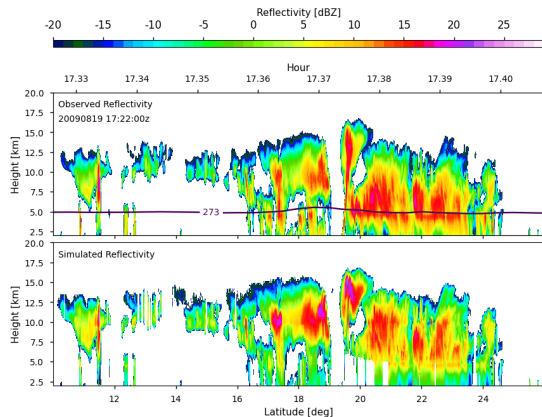 Reflectivity [dBZ]
-20 -15 -10 -5 0 5 10 15 20 25
Hour
17.33 17.34 17.35 17.36 17.37 17.38 17.39 17.40
Height [km]
20.0
17.5
15.0
12.5
10.0
7.5
5.0
2.5
Observed Reflectivity
20090819 17:22:00z
273
Height [km]
20.0
17.5
15.0
12.5
10.0
7.5
5.0
2.5
Simulated Reflectivity
12 14 16 18 20 22 24
Latitude [deg]